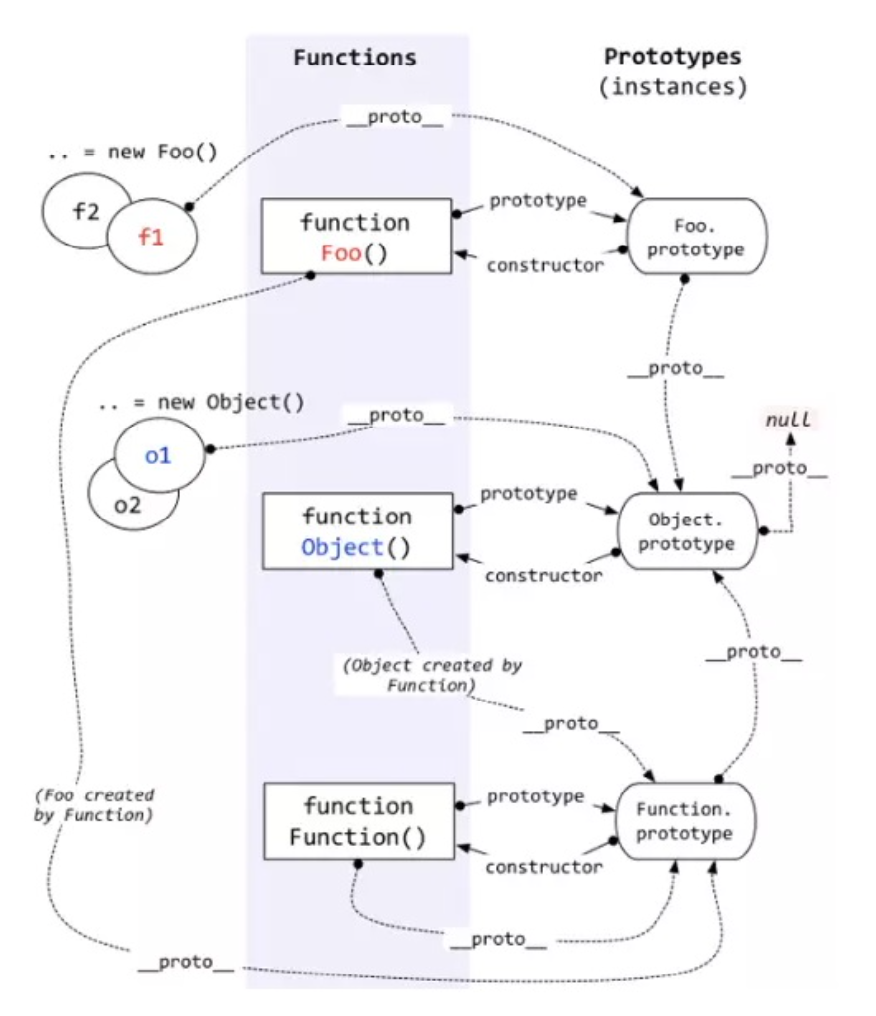 Functions
Prototypes
(instances)
__proto__
.. = new Foo()
f2
f1
function
Foo()
prototype
constructor
Foo.
prototype
__proto__
.. = new Object()
__proto__
null
__proto__
o1
o2
function
Object()
prototype
constructor
Object.
prototype
(Object created by
Function)
__proto__
__proto__
(Foo created
by Function)
function
Function()
prototype
constructor
Function.
prototype
__proto__
__proto__